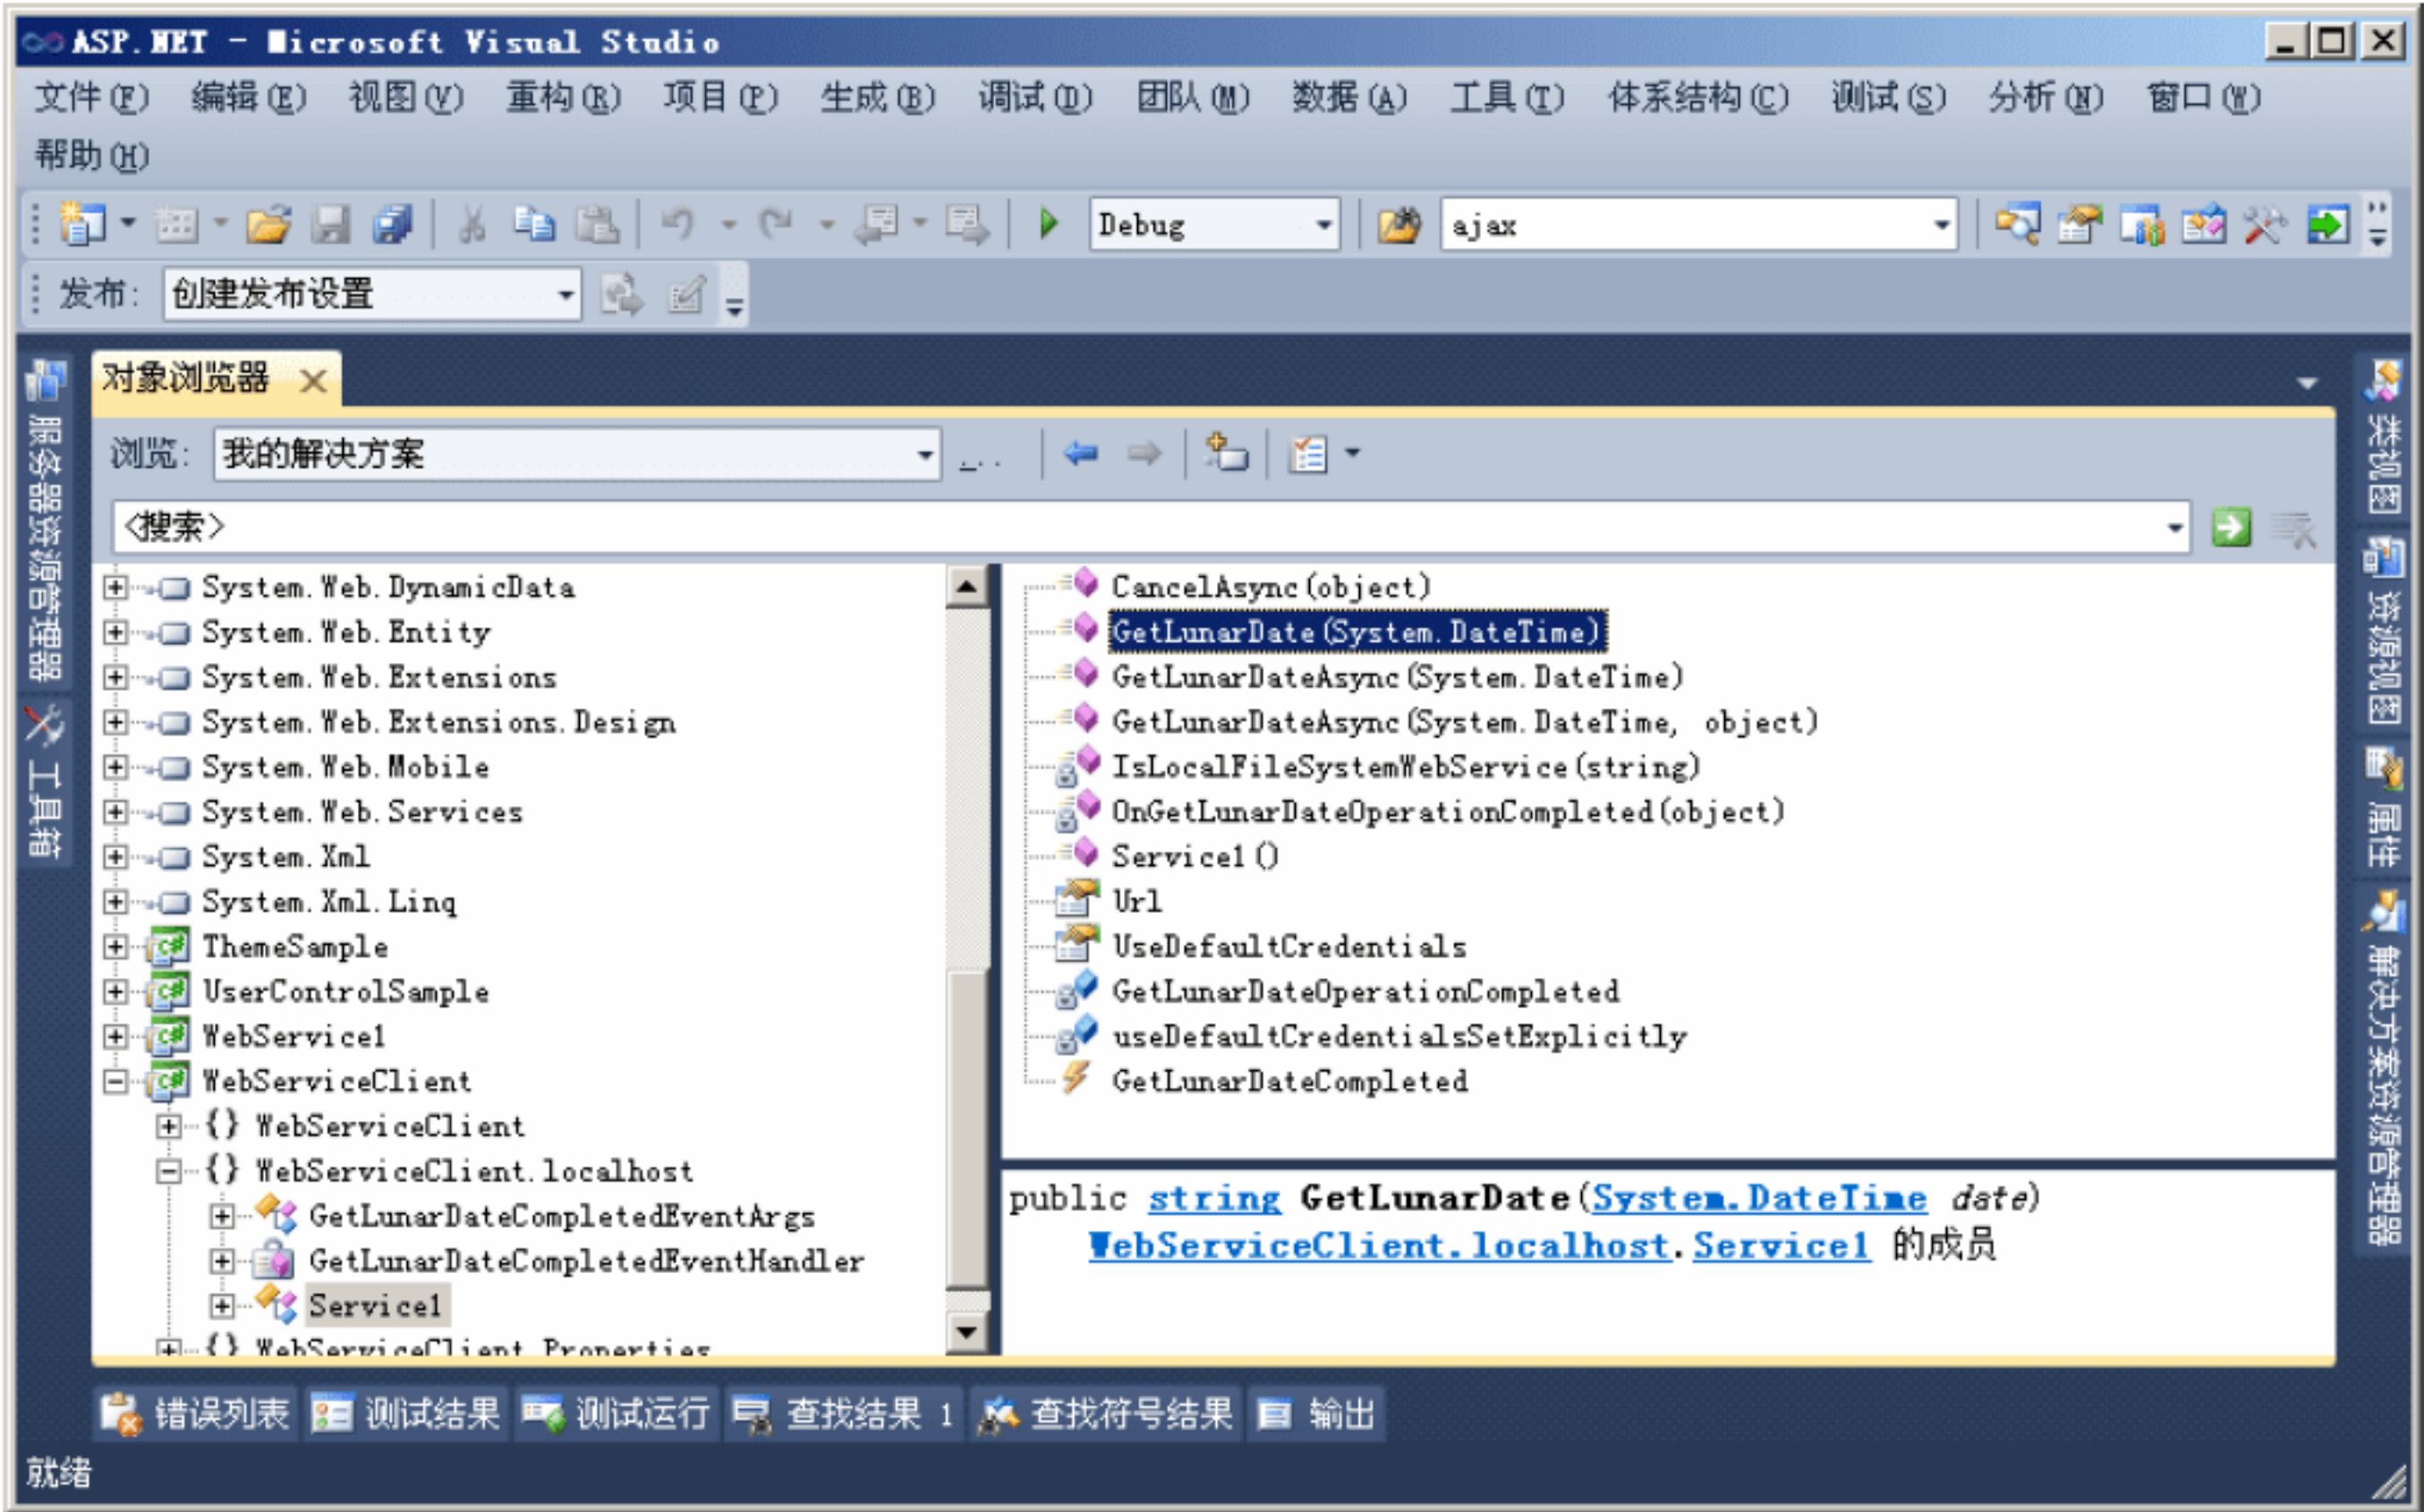 ASP.NET - Microsoft Visual Studio
文件(F) 编辑(E) 视图(V) 重构(R) 项目(P) 生成(B) 调试(D) 团队(M) 数据(A) 工具(T) 体系结构(C) 测试(S) 分析(N) 窗口(W)
帮助(H)
Debug ajax
发布: 创建发布设置
对象浏览器
浏览: 我的解决方案 ...
<搜索>
服务器资源管理器
工具箱
System.Web.DynamicData
System.Web.Entity
System.Web.Extensions
System.Web.Extensions.Design
System.Web.Mobile
System.Web.Services
System.Xml
System.Xml.Linq
ThemeSample
UserControlSample
WebService1
WebServiceClient
{} WebServiceClient
{} WebServiceClient.localhost
GetLunarDateCompletedEventArgs
GetLunarDateCompletedEventHandler
Service1
{} WebServiceClient.Properties
CancelAsync(object)
GetLunarDate(System.DateTime)
GetLunarDateAsync(System.DateTime)
GetLunarDateAsync(System.DateTime, object)
IsLocalFileSystemWebService(string)
OnGetLunarDateOperationCompleted(object)
Service1()
Url
UseDefaultCredentials
GetLunarDateOperationCompleted
useDefaultCredentialsSetExplicitly
GetLunarDateCompleted
public string GetLunarDate(System.DateTime date)
WebServiceClient.localhost.Service1 的成员
类视图
资源视图
属性
解决方案资源管理器
错误列表 测试结果 测试运行 查找结果 1 查找符号结果 输出
就绪